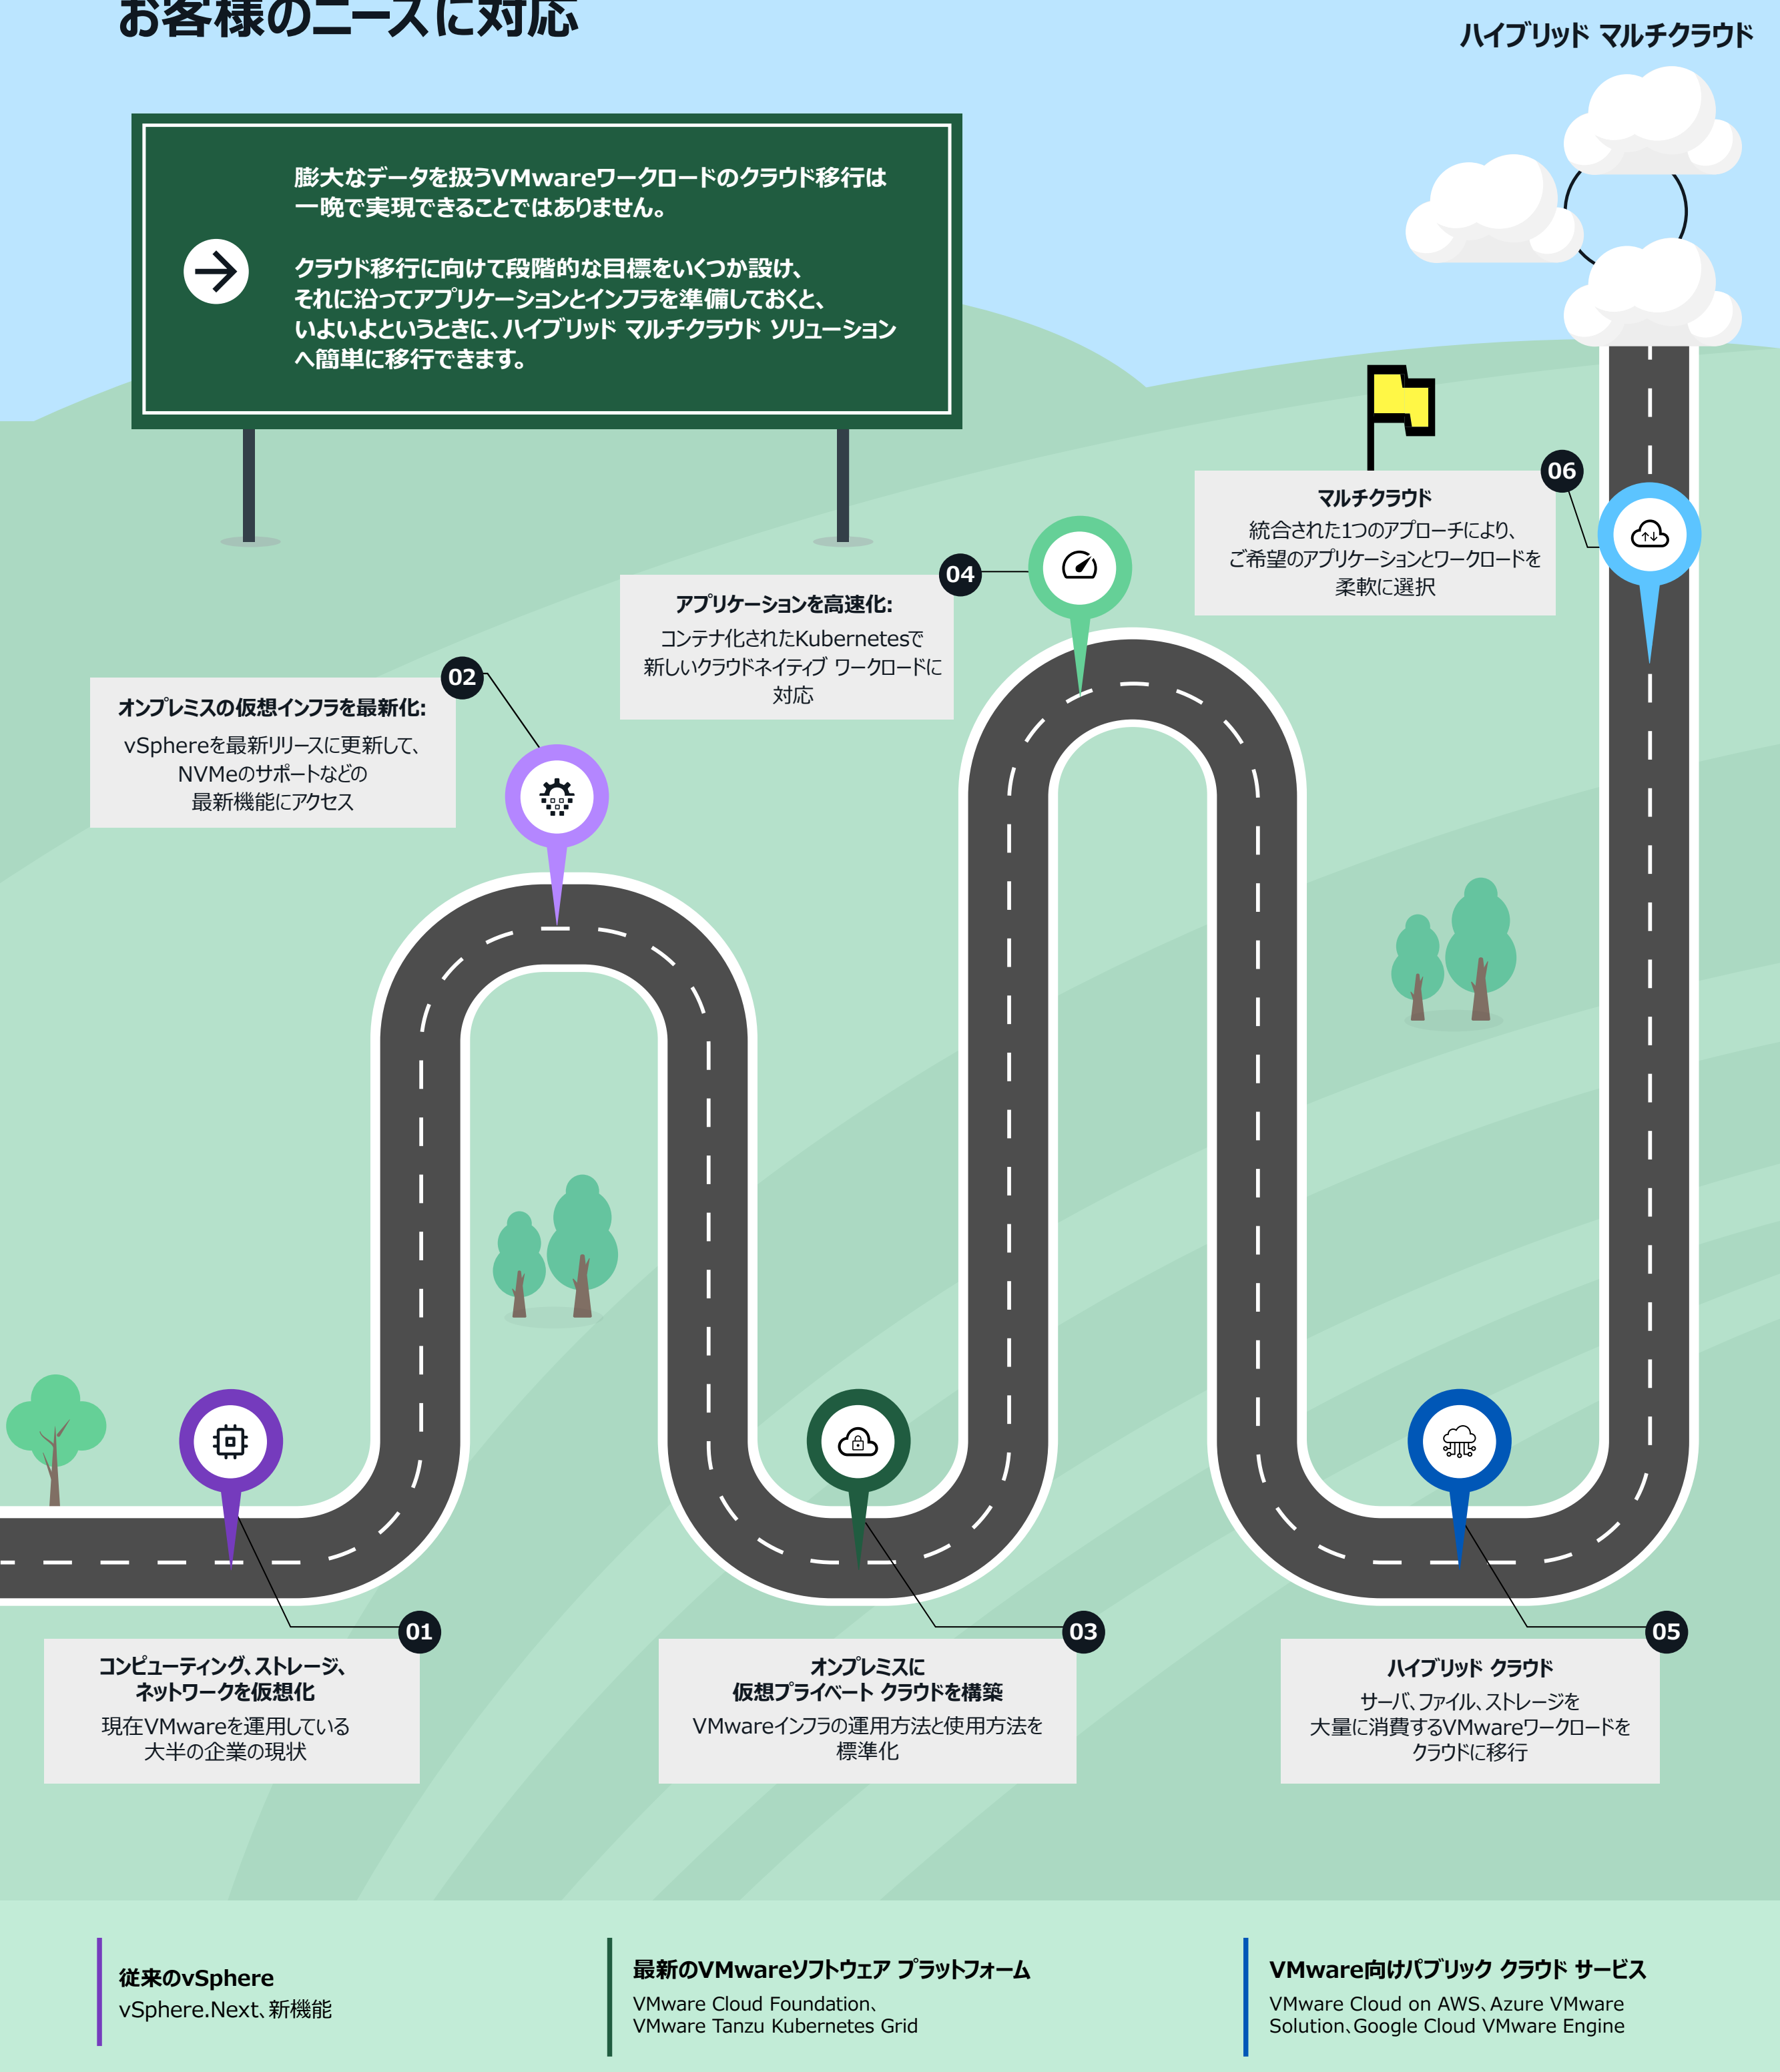 お客様のニーズに対応
ハイブリッド マルチクラウド
膨大なデータを扱うVMwareワークロードのクラウド移行は
一晩で実現できることではありません。
クラウド移行に向けて段階的な目標をいくつか設け、
それに沿ってアプリケーションとインフラを準備しておくと、
いよいよというときに、ハイブリッド マルチクラウド ソリューション
へ簡単に移行できます。
06
マルチクラウド
統合された1つのアプローチにより、
ご希望のアプリケーションとワークロードを
柔軟に選択
04
アプリケーションを高速化:
コンテナ化されたKubernetesで
新しいクラウドネイティブ ワークロードに
対応
02
オンプレミスの仮想インフラを最新化:
vSphereを最新リリースに更新して、
NVMeのサポートなどの
最新機能にアクセス
01
コンピューティング、ストレージ、
ネットワークを仮想化
現在VMwareを運用している
大半の企業の現状
03
オンプレミスに
仮想プライベート クラウドを構築
VMwareインフラの運用方法と使用方法を
標準化
05
ハイブリッド クラウド
サーバ、ファイル、ストレージを
大量に消費するVMwareワークロードを
クラウドに移行
従来のvSphere
vSphere.Next、新機能
最新のVMwareソフトウェア プラットフォーム
VMware Cloud Foundation、
VMware Tanzu Kubernetes Grid
VMware向けパブリック クラウド サービス
VMware Cloud on AWS、Azure VMware
Solution、Google Cloud VMware Engine